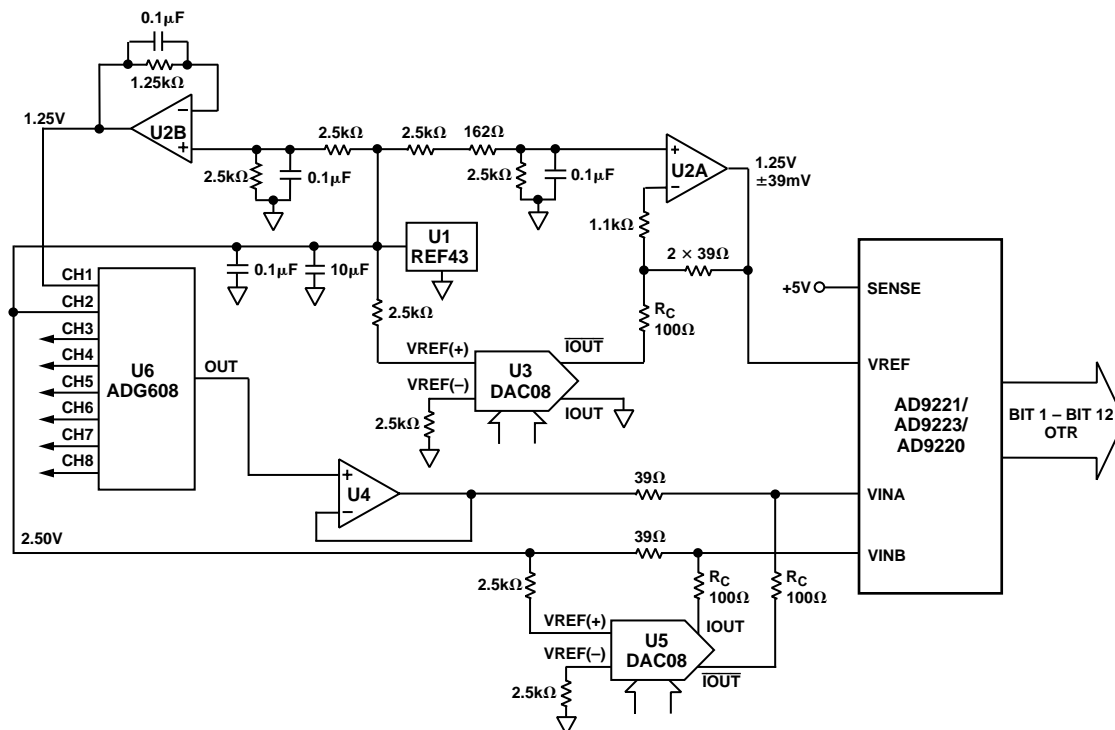 0.1µF
1.25kΩ
1.25V
U2B
−
+
2.5kΩ
2.5kΩ
162Ω
2.5kΩ
0.1µF
2.5kΩ
0.1µF
+
−
U2A
1.25V
±39mV
1.1kΩ
U1
REF43
2 × 39Ω
0.1µF
10µF
CH1
CH2
CH3
CH4
CH5
CH6
CH7
CH8
U6
ADG608
OUT
2.5kΩ
RC
100Ω
VREF(+)
VREF(−)
U3
DAC08
IOUT
IOUT
2.5kΩ
+5V
SENSE
VREF
AD9221/
AD9223/
AD9220
BIT 1 – BIT 12
OTR
+
−
U4
39Ω
VINA
2.50V
39Ω
VINB
2.5kΩ
RC
100Ω
RC
100Ω
VREF(+)
VREF(−)
U5
DAC08
IOUT
IOUT
2.5kΩ